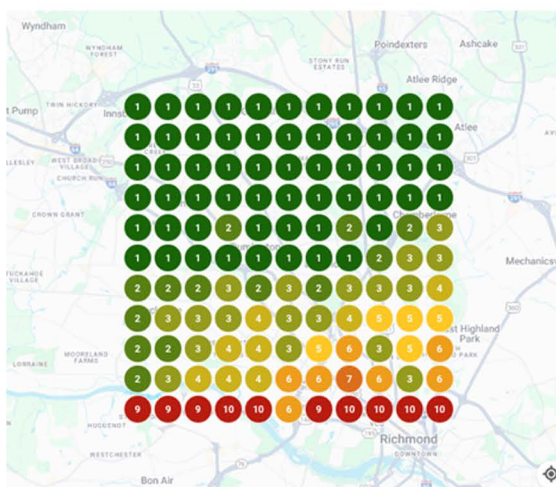 Wyndham
WYNDHAM
FOREST
Poindexters
Ashcake
STONY RUN
ESTATES
Atlee Ridge
t Pump
TWIN HICKORY
1 1 1 1 1 1 1 1 1 1 1
1 1 1 1 1 1 1 1 1 1 1
Atlee
WEST BROAD
VILLAGE
1 1 1 1 1 1 1 1 1 1 1
CHURCH RUN
1 1 1 1 1 1 1 1 1 1 1
CROWN GRANT
1 1 1 2 1 1 1 2 1 2 3
1 1 1 1 1 1 1 1 2 3 3
Mechanicsv
TUCKAHOE
VILLAGE
2 2 2 3 2 3 2 3 3 3 4
2 3 3 3 4 3 3 4 5 5 5
st Highland
Park
2 2 3 4 4 3 5 6 3 5 6
MOORELAND
FARMS
LORRAINE
2 3 4 4 4 6 6 7 6 3 6
9 9 9 10 10 6 9 10 10 10 10
HUGUENOT
Richmond
DOWNTOWN
WESTCHESTER
Bon Air